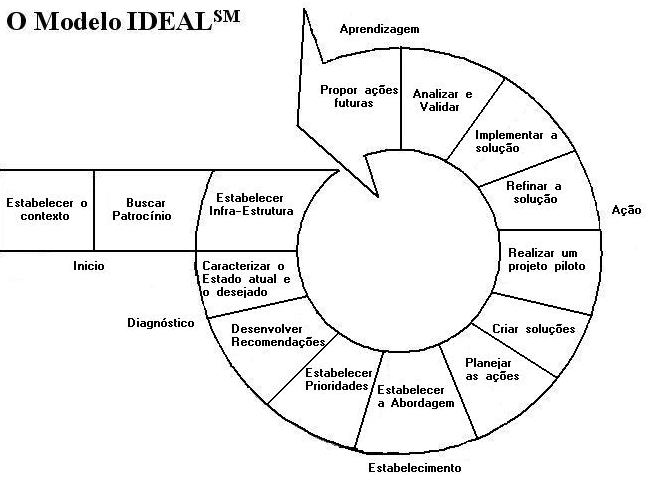 O Modelo IDEALSM
Aprendizagem
Propor ações
futuras
Analizar e
Validar
Implementar a
solução
Refinar a
solução
Ação
Realizar um
projeto piloto
Criar soluções
Planejar
as ações
Estabelecer
a Abordagem
Estabelecimento
Estabelecer
Prioridades
Desenvolver
Recomendações
Diagnóstico
Caracterizar o
Estado atual e
o desejado
Estabelecer
Infra-Estrutura
Buscar
Patrocínio
Estabelecer o
contexto
Inicio